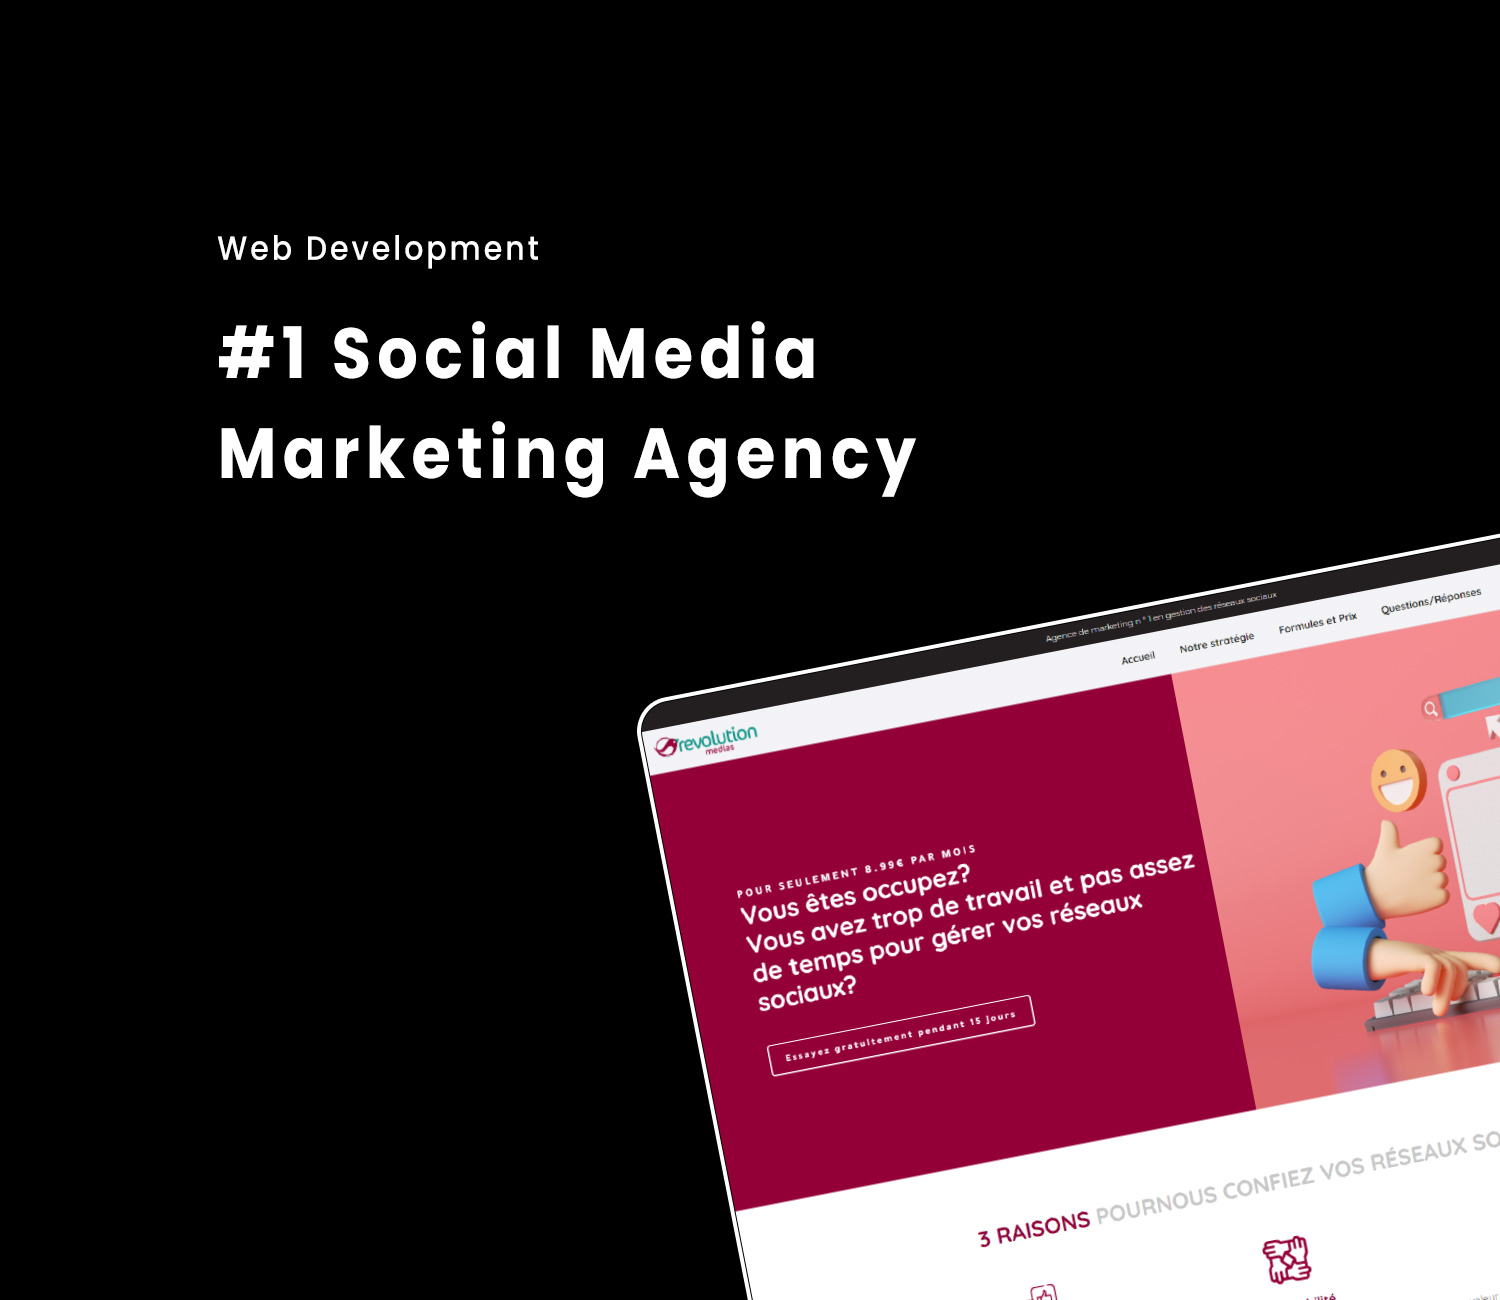 Web Development
#1 Social Media
Marketing Agency
Agence de marketing n°1 en gestion des réseaux sociaux
Accueil Notre stratégie Formules et Prix Questions/Réponses
revolution
medias
POUR SEULEMENT 8.99€ PAR MOIS
Vous êtes occupez?
Vous avez trop de travail et pas assez
de temps pour gérer vos réseaux
sociaux?
Essayez gratuitement pendant 15 jours
3 RAISONS POURNOUS CONFIEZ VOS RÉSEAUX SO